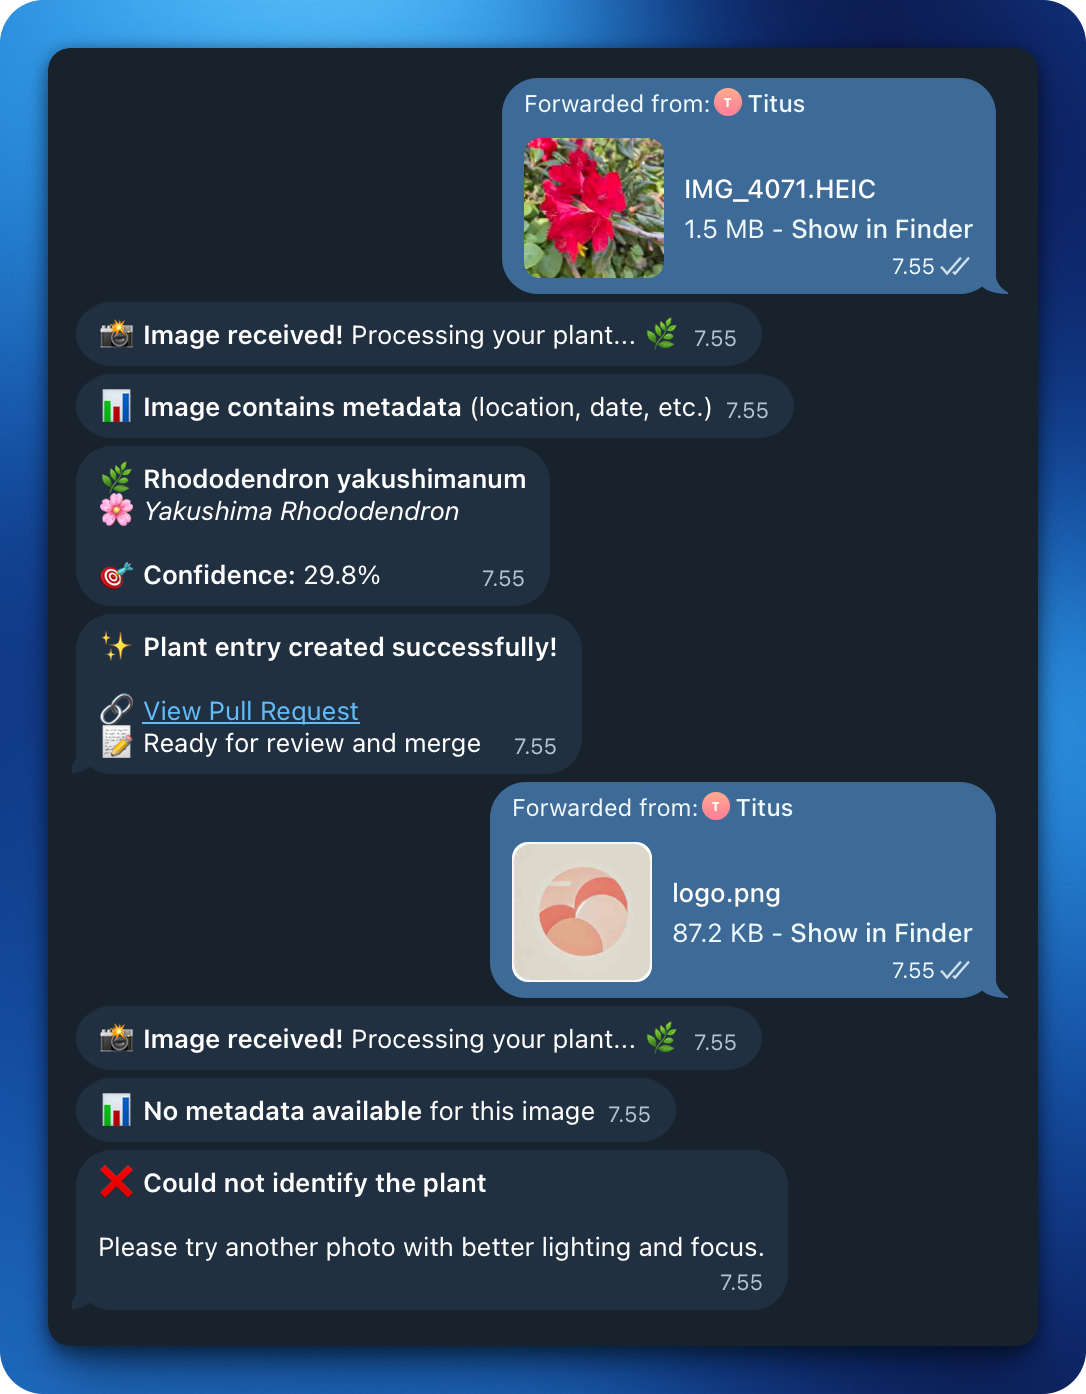 Forwarded from: T Titus
IMG_4071.HEIC
1.5 MB - Show in Finder
7.55
📸 Image received! Processing your plant... 🌿 7.55
📊 Image contains metadata (location, date, etc.) 7.55
🌿 Rhododendron yakushimanum
🌸 Yakushima Rhododendron
🎯 Confidence: 29.8% 7.55
✨ Plant entry created successfully!
🔗 View Pull Request
📝 Ready for review and merge 7.55
Forwarded from: T Titus
logo.png
87.2 KB - Show in Finder
7.55
📸 Image received! Processing your plant... 🌿 7.55
📊 No metadata available for this image 7.55
❌ Could not identify the plant
Please try another photo with better lighting and focus.
7.55